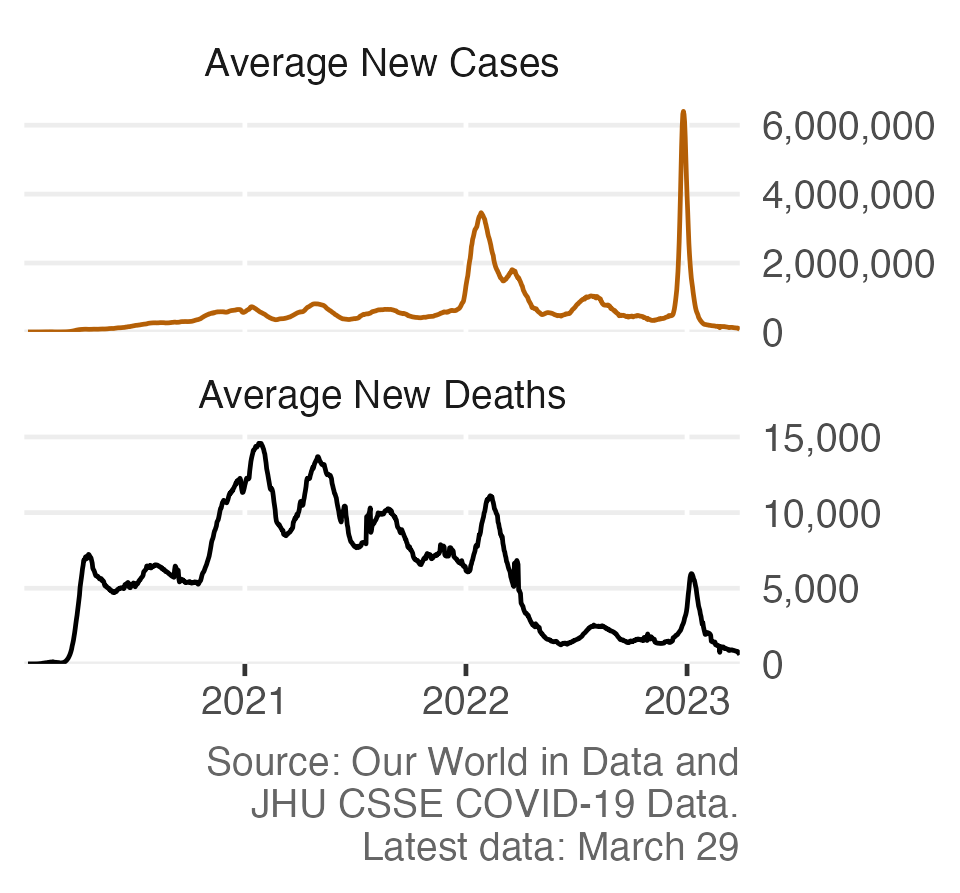 Average New Cases
6,000,000
4,000,000
2,000,000
0
Average New Deaths
15,000
10,000
5,000
0
2021 2022 2023
Source: Our World in Data and
JHU CSSE COVID-19 Data.
Latest data: March 29